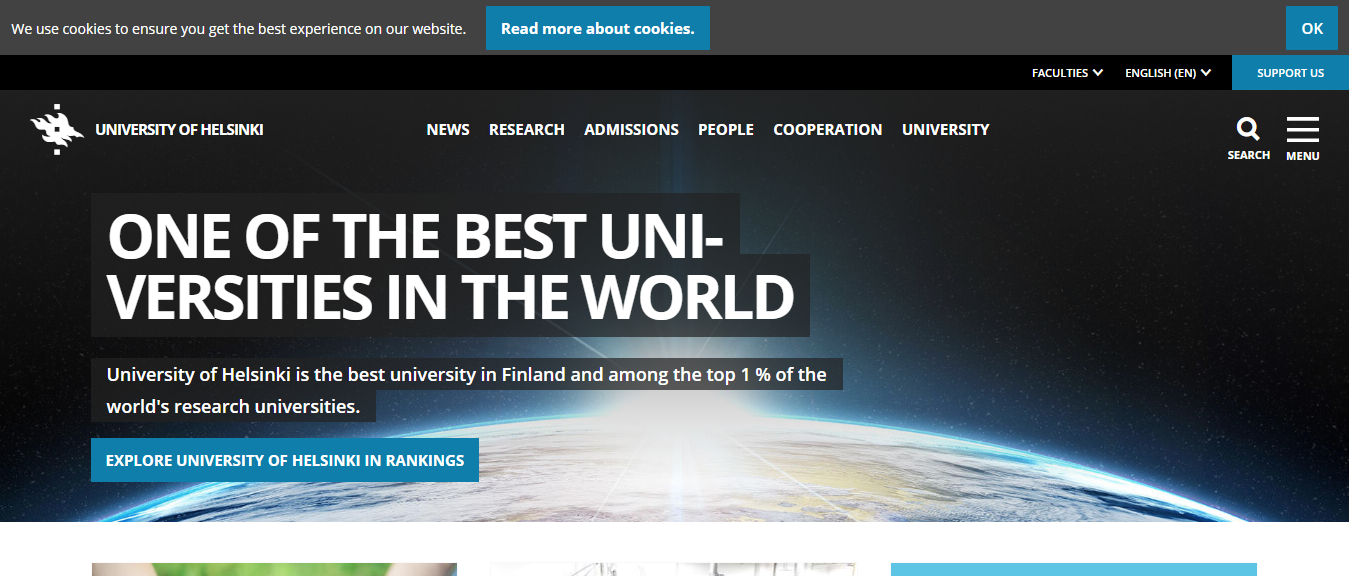 We use cookies to ensure you get the best experience on our website.
Read more about cookies.
OK
FACULTIES
ENGLISH (EN)
SUPPORT US
UNIVERSITY OF HELSINKI
NEWS
RESEARCH
ADMISSIONS
PEOPLE
COOPERATION
UNIVERSITY
SEARCH
MENU
ONE OF THE BEST UNI-
VERSITIES IN THE WORLD
University of Helsinki is the best university in Finland and among the top 1 % of the
world's research universities.
EXPLORE UNIVERSITY OF HELSINKI IN RANKINGS